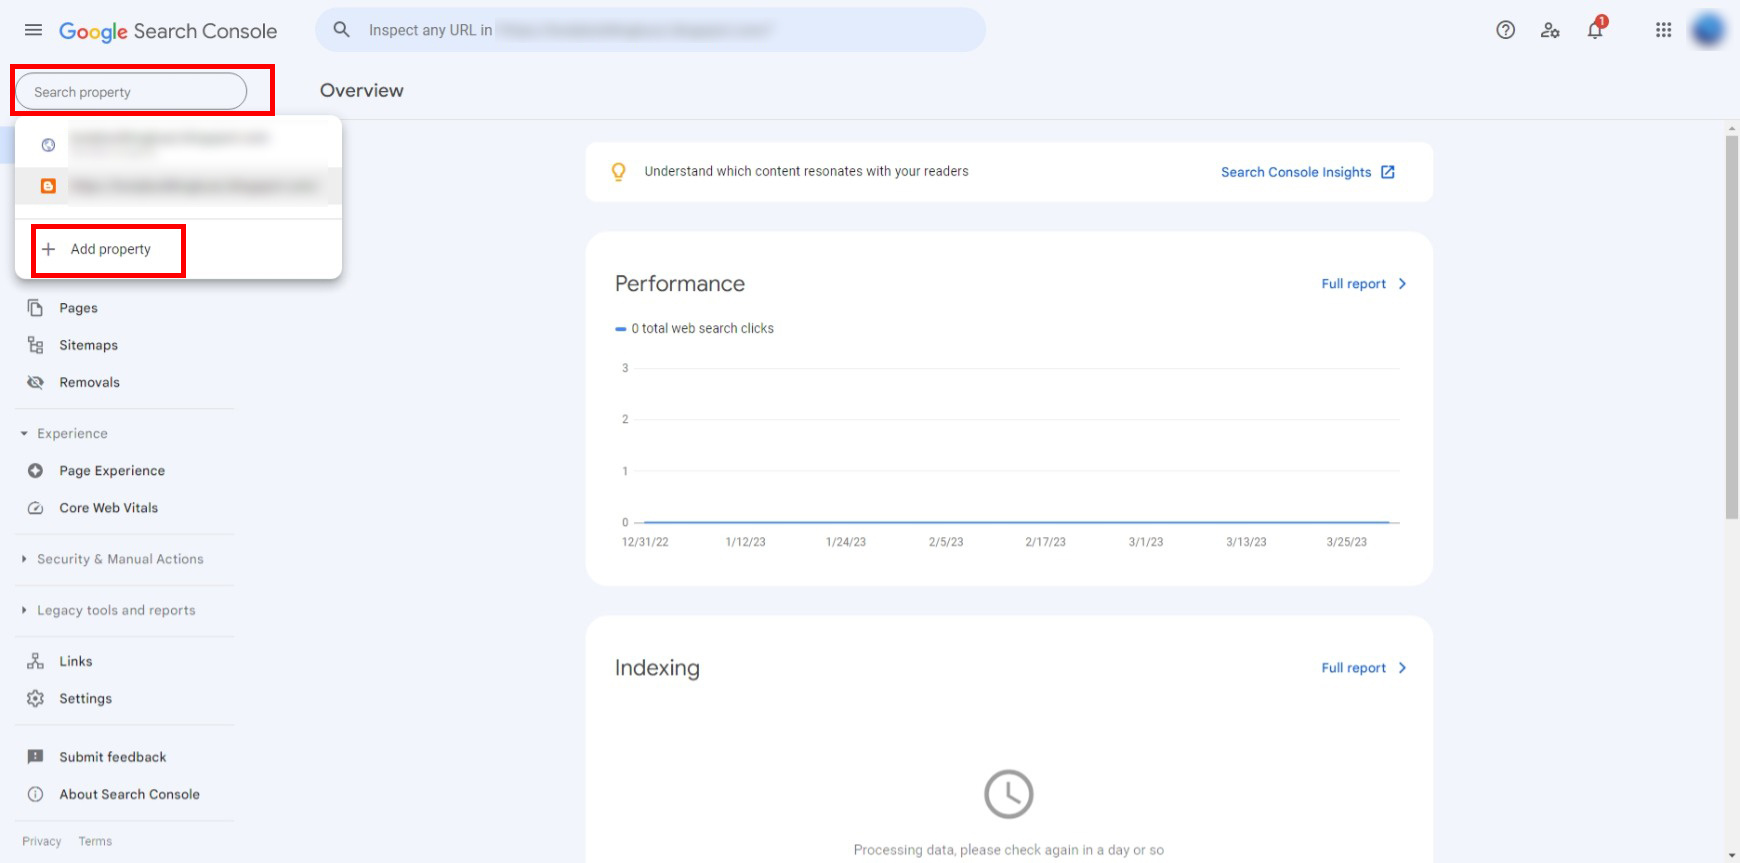 Google Search Console
Inspect any URL in
1
Search property
Overview
Add property
Pages
Sitemaps
Removals
Experience
Page Experience
Core Web Vitals
Security & Manual Actions
Legacy tools and reports
Links
Settings
Submit feedback
About Search Console
Privacy Terms
Understand which content resonates with your readers
Search Console Insights
Performance
Full report
0 total web search clicks
3
2
1
0
12/31/22 1/12/23 1/24/23 2/5/23 2/17/23 3/1/23 3/13/23 3/25/23
Indexing
Full report
Processing data, please check again in a day or so